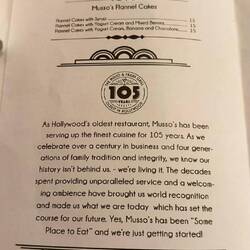 Musso's Flannel Cakes
Flannel Cakes with Syrup 15
Flannel Cakes with Yogurt Cream and Mixed Berries 15
Flannel Cakes with Yogurt Cream, Banana and Chocolate 15
105
YEARS
As Hollywood's oldest restaurant, Musso's has been
serving up the finest cuisine for 105 years. As we
celebrate over a century in business and four gener-
ations of family tradition and integrity, we know our
history isn't behind us. - we're living it. The decades
spent providing unparalleled service and a welcom-
ing ambience have brought us world recognition
and made us what we are today which has set the
course for our future. Yes, Musso's has been "Some
Place to Eat" and we're just getting started!